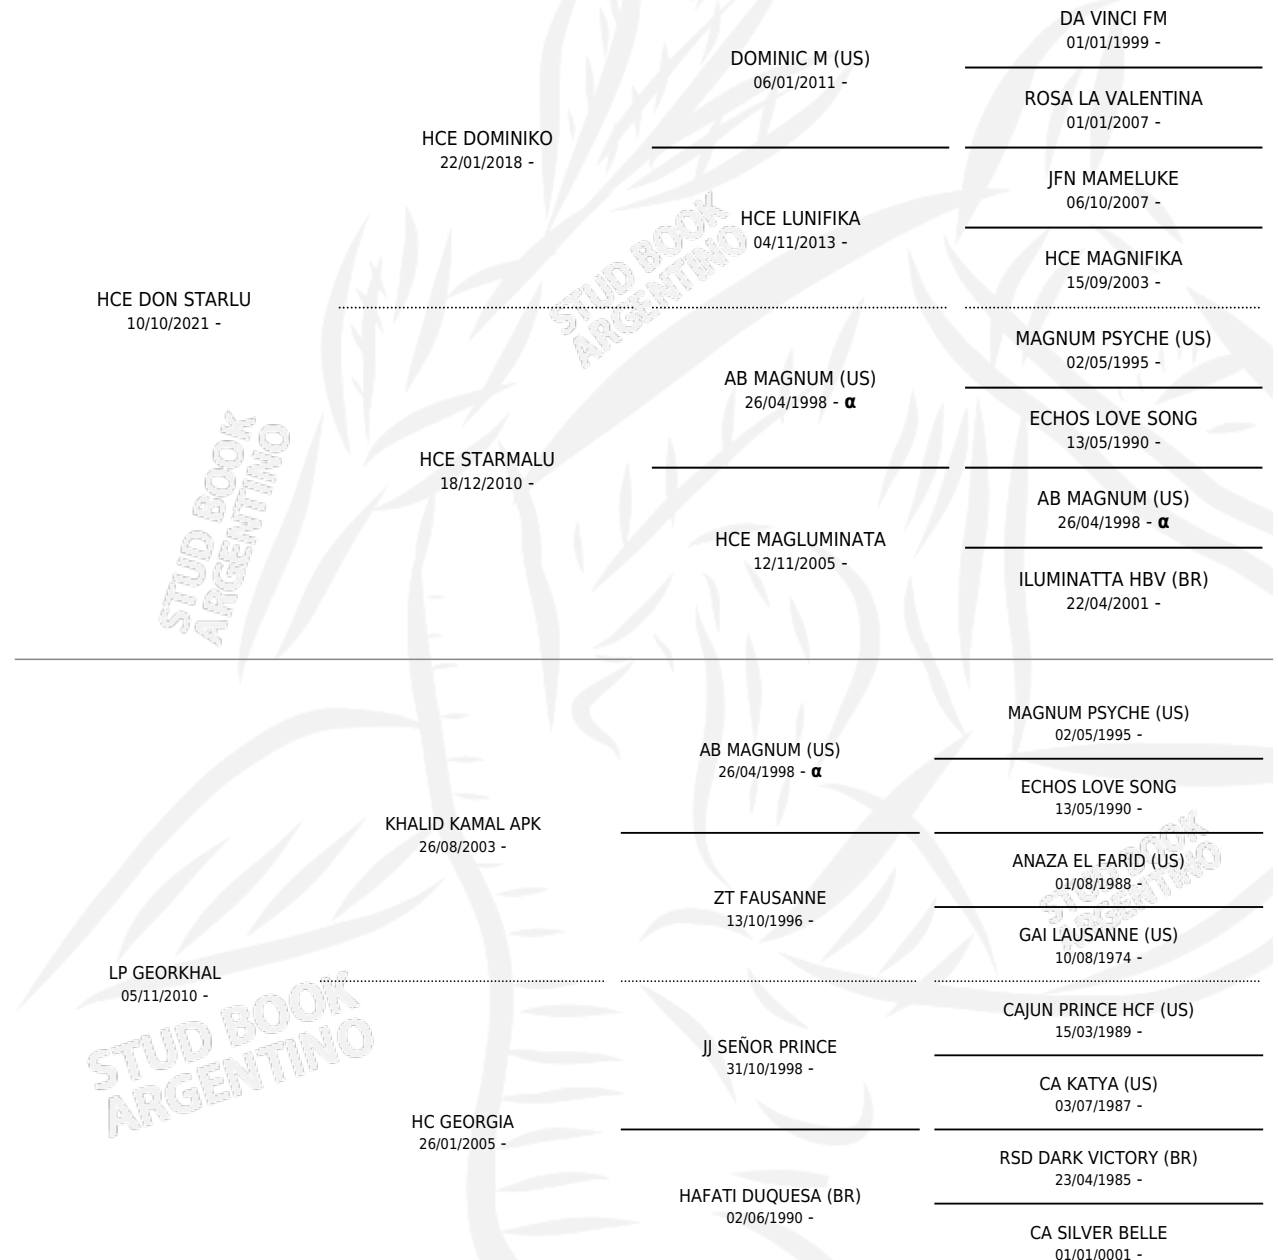 DA VINCI FM
01/01/1999 -
DOMINIC M (US)
06/01/2011 -
ROSA LA VALENTINA
01/01/2007 -
HCE DOMINIKO
22/01/2018 -
JFN MAMELUKE
06/10/2007 -
HCE LUNIFIKA
04/11/2013 -
HCE MAGNIFIKA
15/09/2003 -
HCE DON STARLU
10/10/2021 -
MAGNUM PSYCHE (US)
02/05/1995 -
AB MAGNUM (US)
26/04/1998 - α
ECHOS LOVE SONG
13/05/1990 -
HCE STARMALU
18/12/2010 -
AB MAGNUM (US)
26/04/1998 - α
HCE MAGLUMINATA
12/11/2005 -
ILUMINATTA HBV (BR)
22/04/2001 -
MAGNUM PSYCHE (US)
02/05/1995 -
AB MAGNUM (US)
26/04/1998 - α
ECHOS LOVE SONG
13/05/1990 -
KHALID KAMAL APK
26/08/2003 -
ANAZA EL FARID (US)
01/08/1988 -
ZT FAUSANNE
13/10/1996 -
GAI LAUSANNE (US)
10/08/1974 -
LP GEORKHAL
05/11/2010 -
CAJUN PRINCE HCF (US)
15/03/1989 -
JJ SEÑOR PRINCE
31/10/1998 -
CA KATYA (US)
03/07/1987 -
HC GEORGIA
26/01/2005 -
RSD DARK VICTORY (BR)
23/04/1985 -
HAFATI DUQUESA (BR)
02/06/1990 -
CA SILVER BELLE
01/01/0001 -
STUD BOOK
ARGENTINO
STUD BOOK
ARGENTINO
STUD BOOK
ARGENTINO
STUD BOOK
ARGENTINO